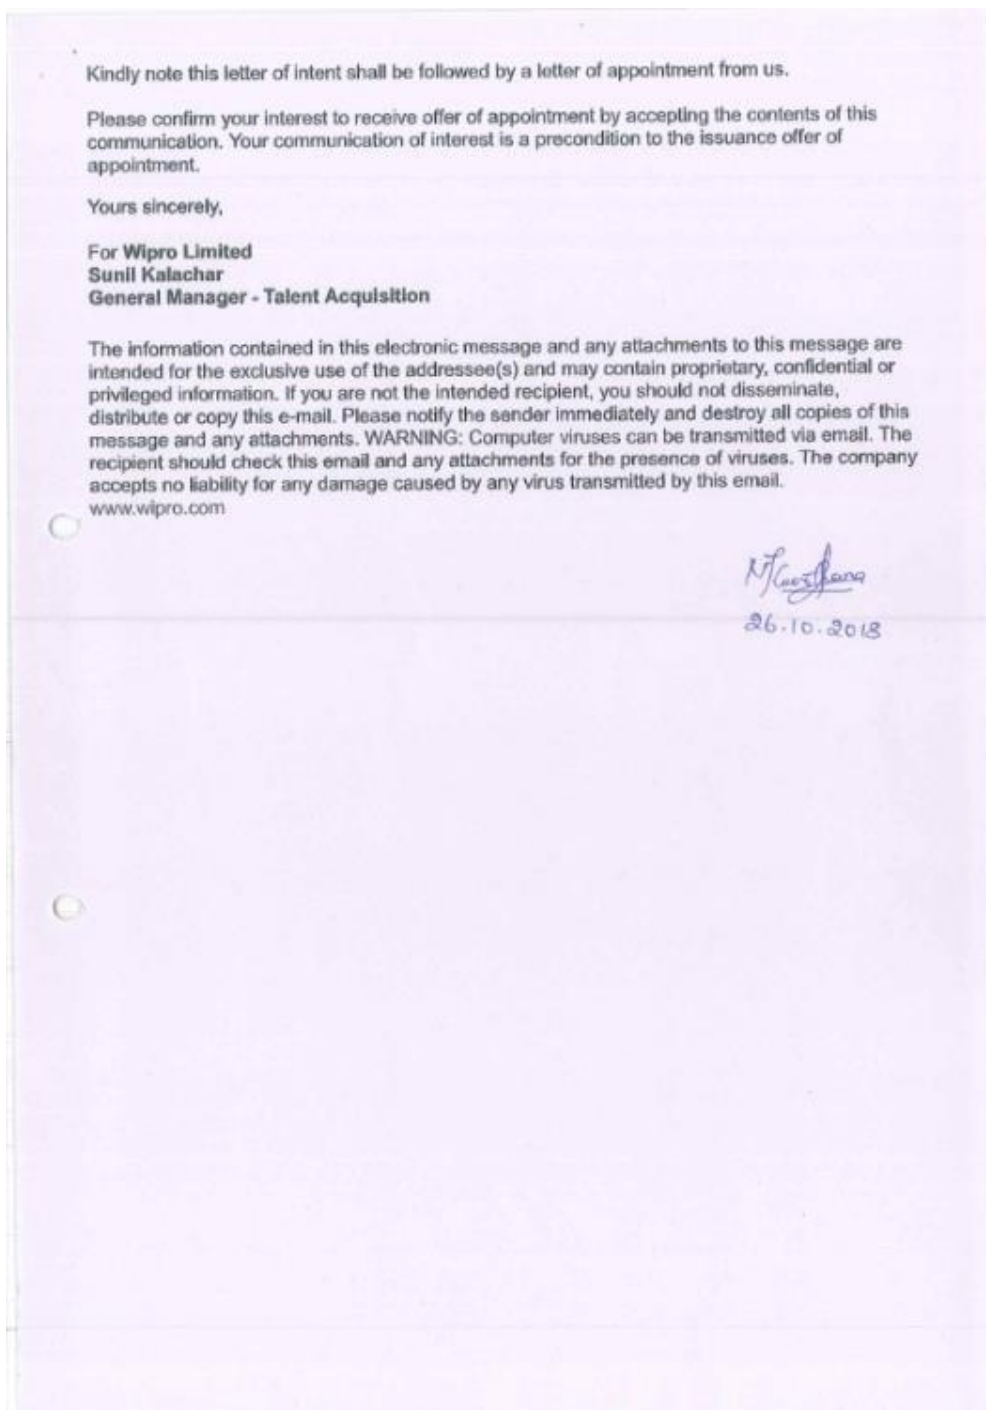 Kindly note this letter of intent shall be followed by a letter of appointment from us.
Please confirm your interest to receive offer of appointment by accepting the contents of this
communication. Your communication of interest is a precondition to the issuance offer of
appointment.
Yours sincerely,
For Wipro Limited
Sunil Kalachar
General Manager - Talent Acquisition
The information contained in this electronic message and any attachments to this message are
intended for the exclusive use of the addressee(s) and may contain proprietary, confidential or
privileged information. If you are not the intended recipient, you should not disseminate,
distribute or copy this e-mail. Please notify the sender immediately and destroy all copies of this
message and any attachments. WARNING: Computer viruses can be transmitted via email. The
recipient should check this email and any attachments for the presence of viruses. The company
accepts no liability for any damage caused by any virus transmitted by this email.
www.wipro.com
26.10.2018